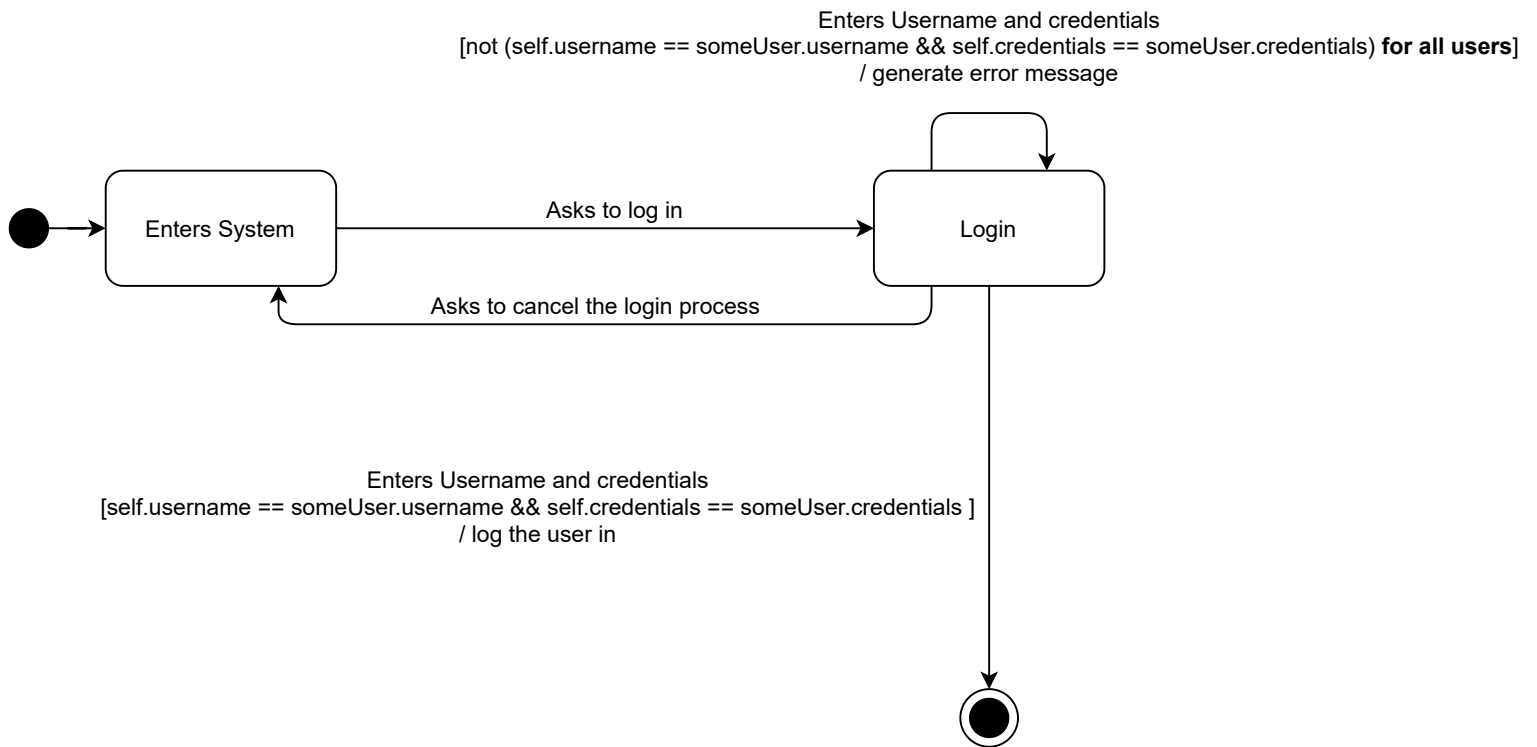 Enters Username and credentials
[not (self.username == someUser.username && self.credentials == someUser.credentials) for all users]
/ generate error message
Enters System
Asks to log in
Login
Asks to cancel the login process
Enters Username and credentials
[self.username == someUser.username && self.credentials == someUser.credentials ]
/ log the user in